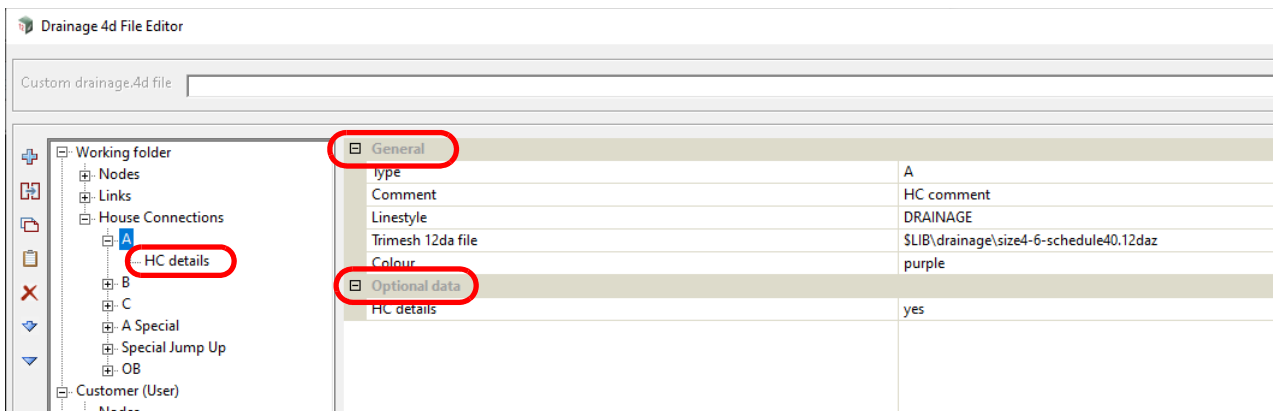 Drainage 4d File Editor
Custom drainage.4d file
Working folder
Nodes
Links
House Connections
A
HC details
B
C
A Special
Special Jump Up
OB
Customer (User)
Nodes
General
Type A
Comment HC comment
Linestyle DRAINAGE
Trimesh 12da file $LIB\drainage\size4-6-schedule40.12daz
Colour purple
Optional data
HC details yes